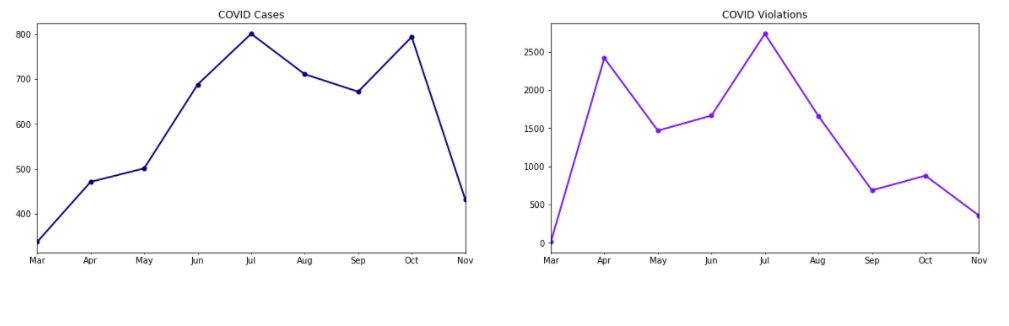 COVID Cases
800
700
600
500
400
Mar Apr May Jun Jul Aug Sep Oct Nov
COVID Violations
2500
2000
1500
1000
500
0
Mar Apr May Jun Jul Aug Sep Oct Nov